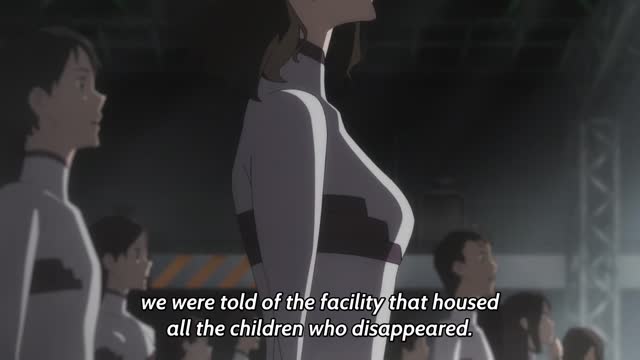 we were told of the facility that housed
all the children who disappeared.